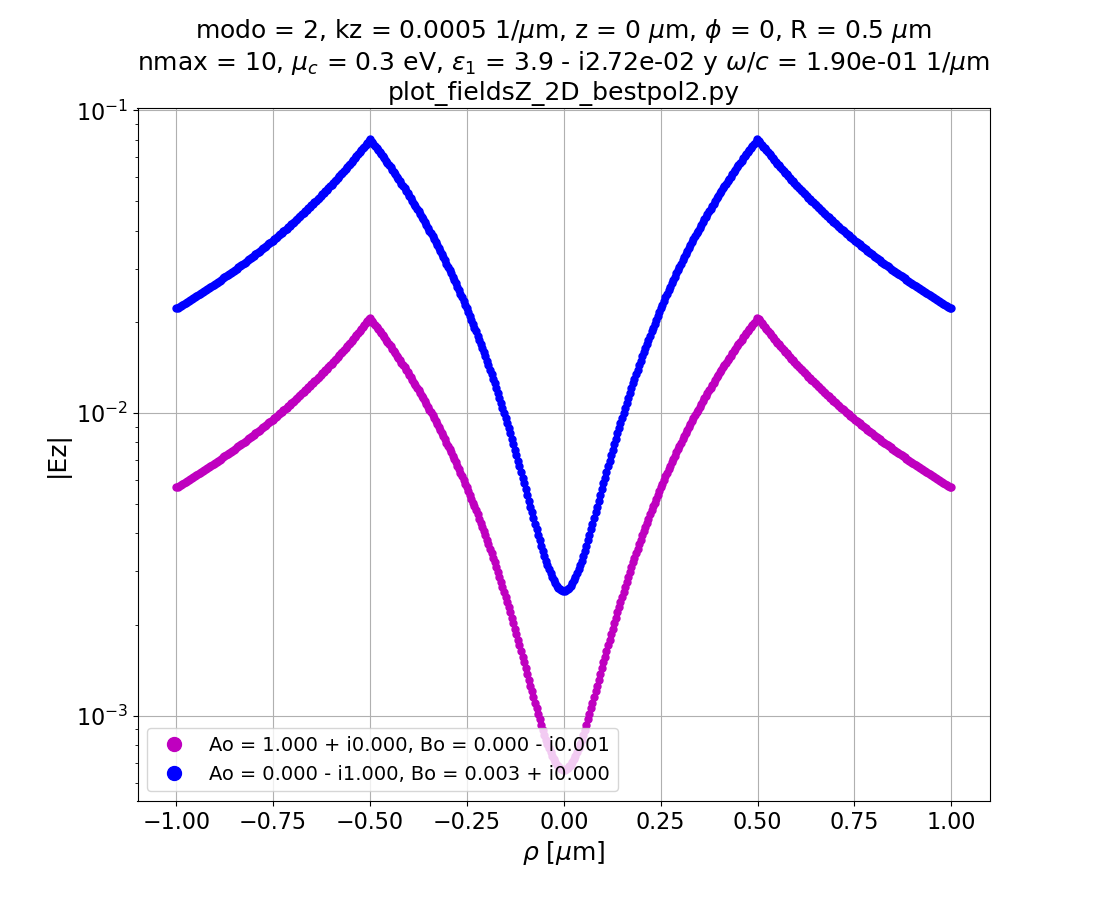 modo = 2, kz = 0.0005 1/μm, z = 0 μm, ϕ = 0, R = 0.5 μm
nmax = 10, μc = 0.3 eV, ε1 = 3.9 - i2.72e-02 y ω/c = 1.90e-01 1/μm
plot_fieldsZ_2D_bestpol2.py
10⁻¹
10⁻²
10⁻³
|Ez|
Ao = 1.000 + i0.000, Bo = 0.000 - i0.001
Ao = 0.000 - i1.000, Bo = 0.003 + i0.000
−1.00 −0.75 −0.50 −0.25 0.00 0.25 0.50 0.75 1.00
ρ [μm]